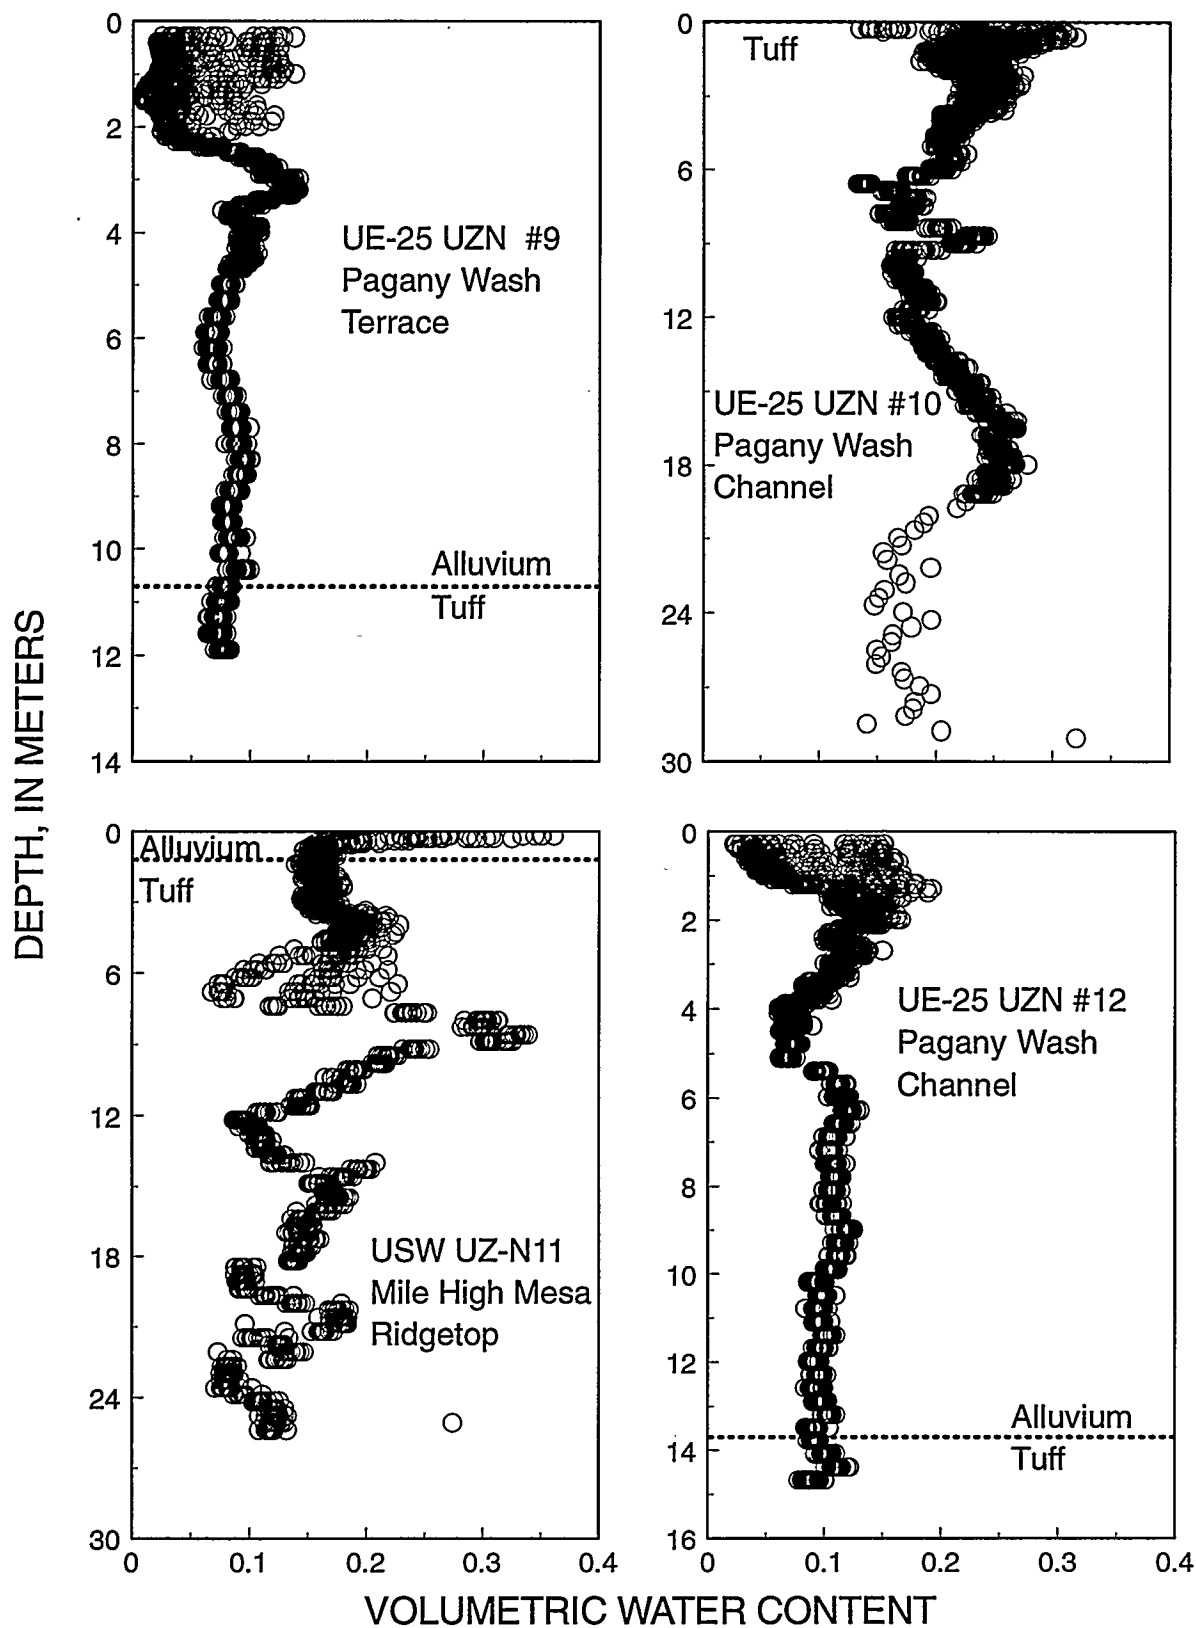 0
2
4
6
8
10
12
14
UE-25 UZN #9
Pagany Wash
Terrace
Alluvium
Tuff
0
6
12
18
24
30
Tuff
UE-25 UZN #10
Pagany Wash
Channel
DEPTH, IN METERS
0
6
12
18
24
30
Alluvium
Tuff
USW UZ-N11
Mile High Mesa
Ridgetop
0 0.1 0.2 0.3 0.4
0
2
4
6
8
10
12
14
16
UE-25 UZN #12
Pagany Wash
Channel
Alluvium
Tuff
0 0.1 0.2 0.3 0.4
VOLUMETRIC WATER CONTENT